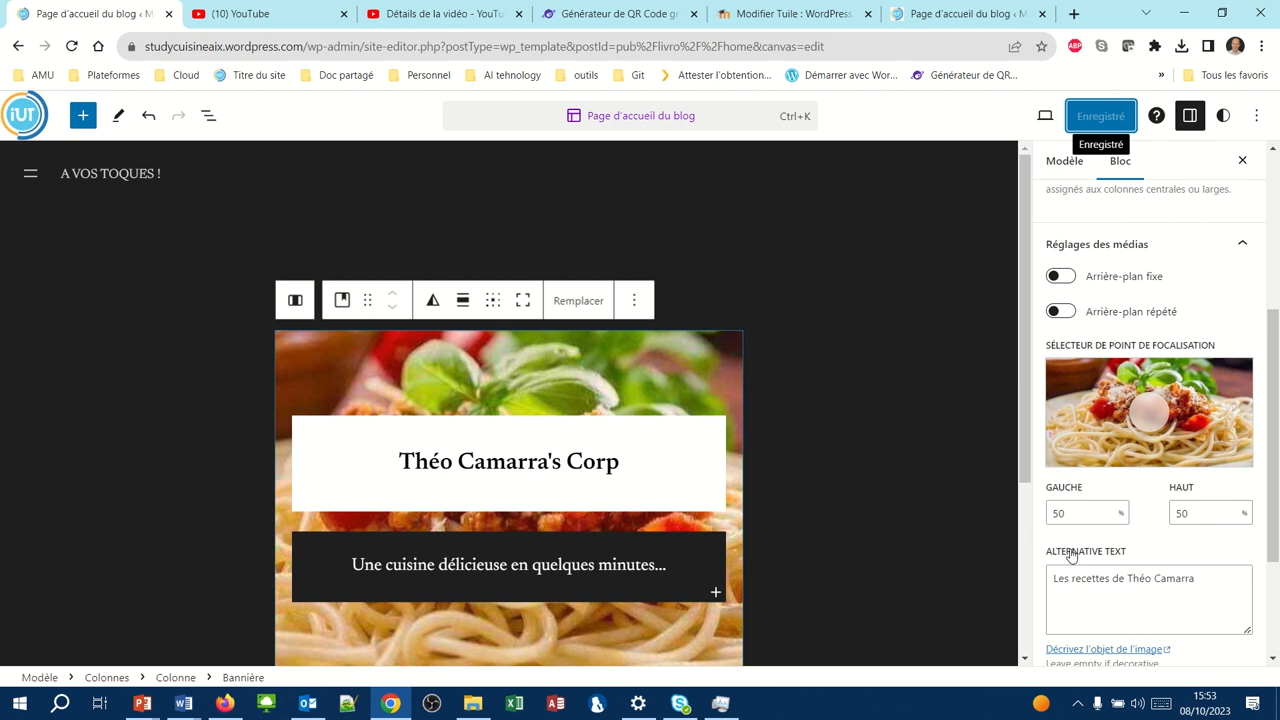 Page d'accueil du blog ‹ M
(10) YouTube
Détails de la vidéo - YouTu
Générateur de QR Code gr
Modifier Tuile : WordPress.
Page d'accueil du blog ‹ M
studycuisineaix.wordpress.com/wp-admin/site-editor.php?postType=wp_template&postId=pub%2Flivro%2F%2Fhome&canvas=edit
ABP
AMU
Plateformes
Cloud
Titre du site
Doc partagé
Personnel
AI tehnology
outils
Git
Attester l'obtention...
Démarrer avec Wor...
Générateur de QR...
»
Tous les favoris
iUT
Page d'accueil du blog
Ctrl+K
Enregistré
Enregistré
Modèle
Bloc
assignés aux colonnes centrales ou larges.
A VOS TOQUES !
Réglages des médias
Arrière-plan fixe
Arrière-plan répété
Remplacer
SÉLECTEUR DE POINT DE FOCALISATION
Théo Camarra's Corp
Une cuisine délicieuse en quelques minutes...
GAUCHE
HAUT
50 %
50 %
ALTERNATIVE TEXT
Les recettes de Théo Camarra
Décrivez l'objet de l'image
Leave empty if decorative.
Modèle > Colonnes > Colonne > Bannière
15:53
08/10/2023